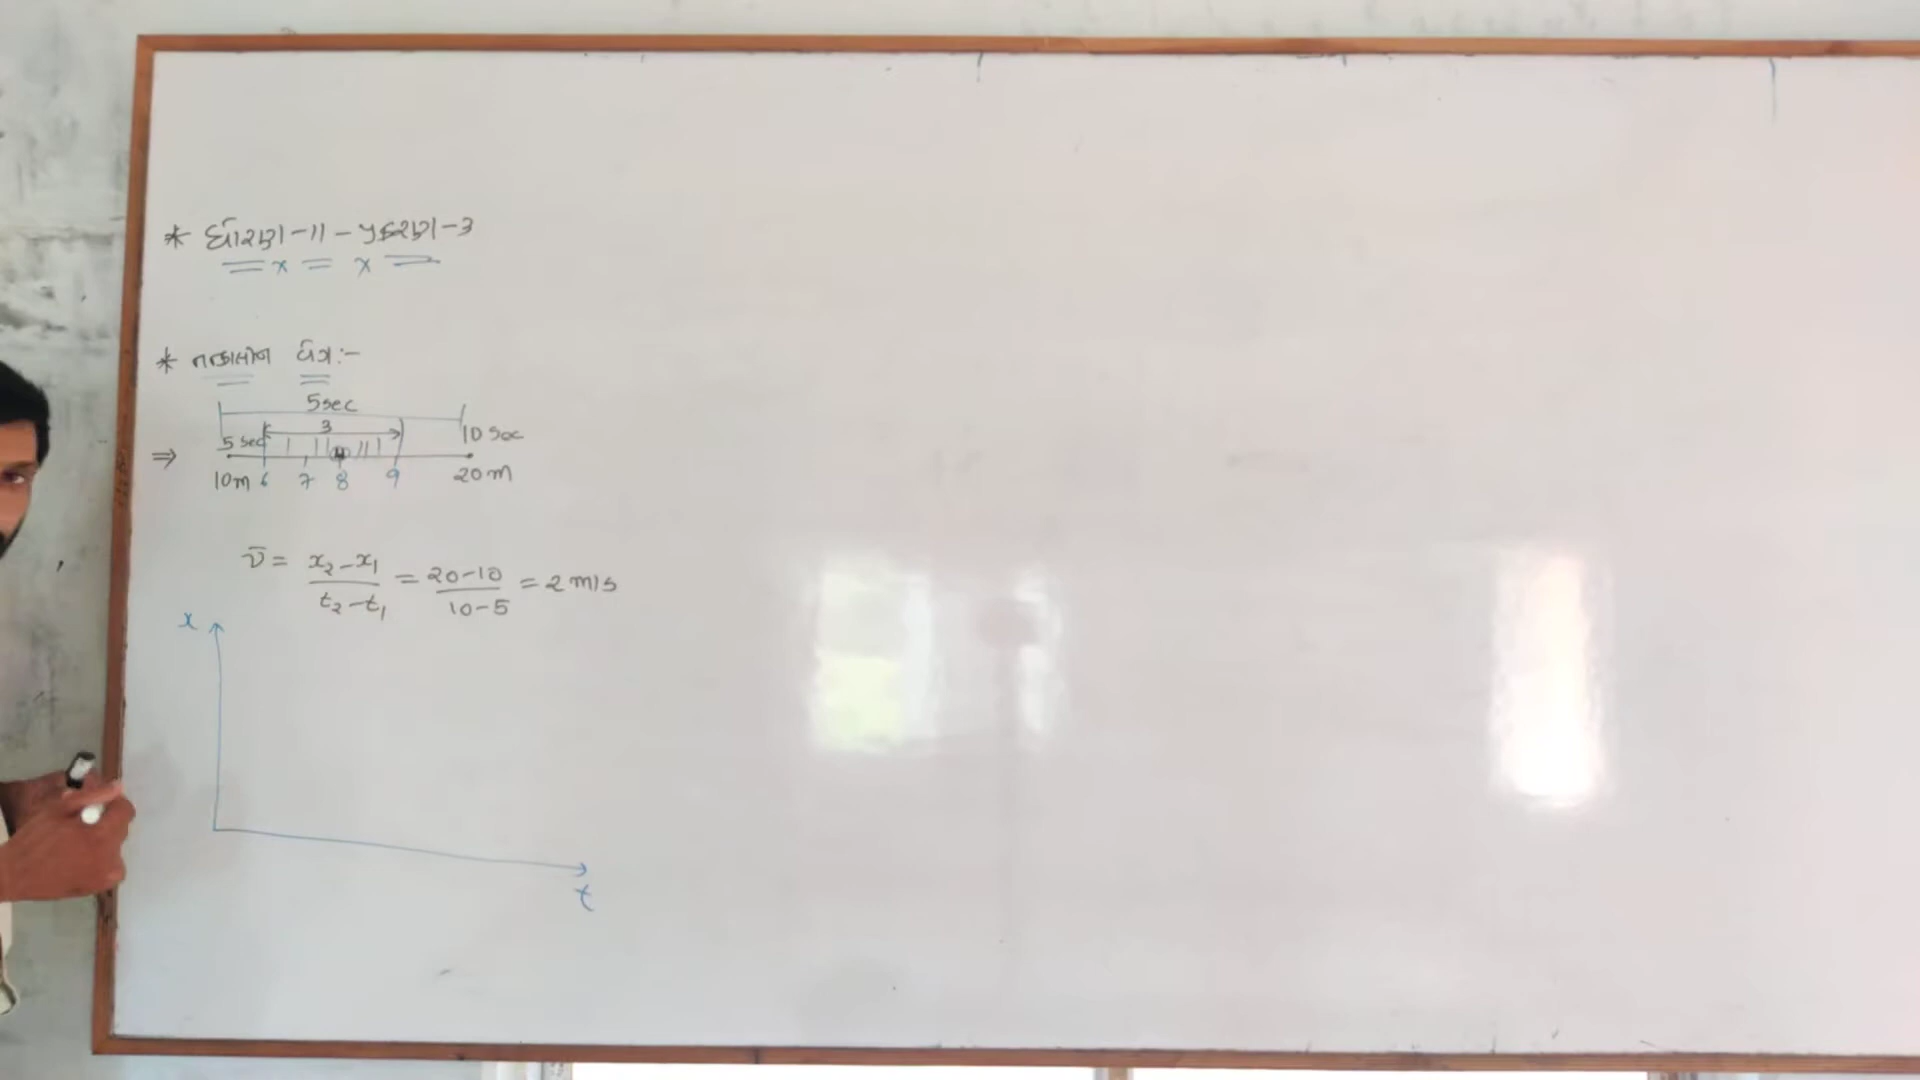 * ધોરણ-11 - પ્રકરણ-3
* તત્કાલીન વેગ :-
5sec
3
5 sec 10 Sec
⇒
10m 6 7 8 9 20m
v̄ = (x₂-x₁)/(t₂-t₁) = (20-10)/(10-5) = 2 m/s
x
t